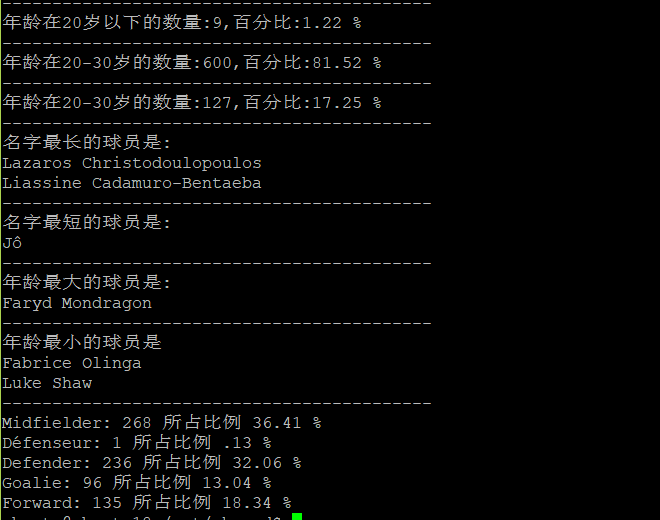 年龄在20岁以下的数量:9,百分比:1.22 %
-------------------------------------------
年龄在20-30岁的数量:600,百分比:81.52 %
-------------------------------------------
年龄在20-30岁的数量:127,百分比:17.25 %
-------------------------------------------
名字最长的球员是:
Lazaros Christodoulopoulos
Liassine Cadamuro-Bentaeba
-------------------------------------------
名字最短的球员是:
Jô
-------------------------------------------
年龄最大的球员是:
Faryd Mondragon
-------------------------------------------
年龄最小的球员是
Fabrice Olinga
Luke Shaw
-------------------------------------------
Midfielder: 268 所占比例 36.41 %
Défenseur: 1 所占比例 .13 %
Defender: 236 所占比例 32.06 %
Goalie: 96 所占比例 13.04 %
Forward: 135 所占比例 18.34 %